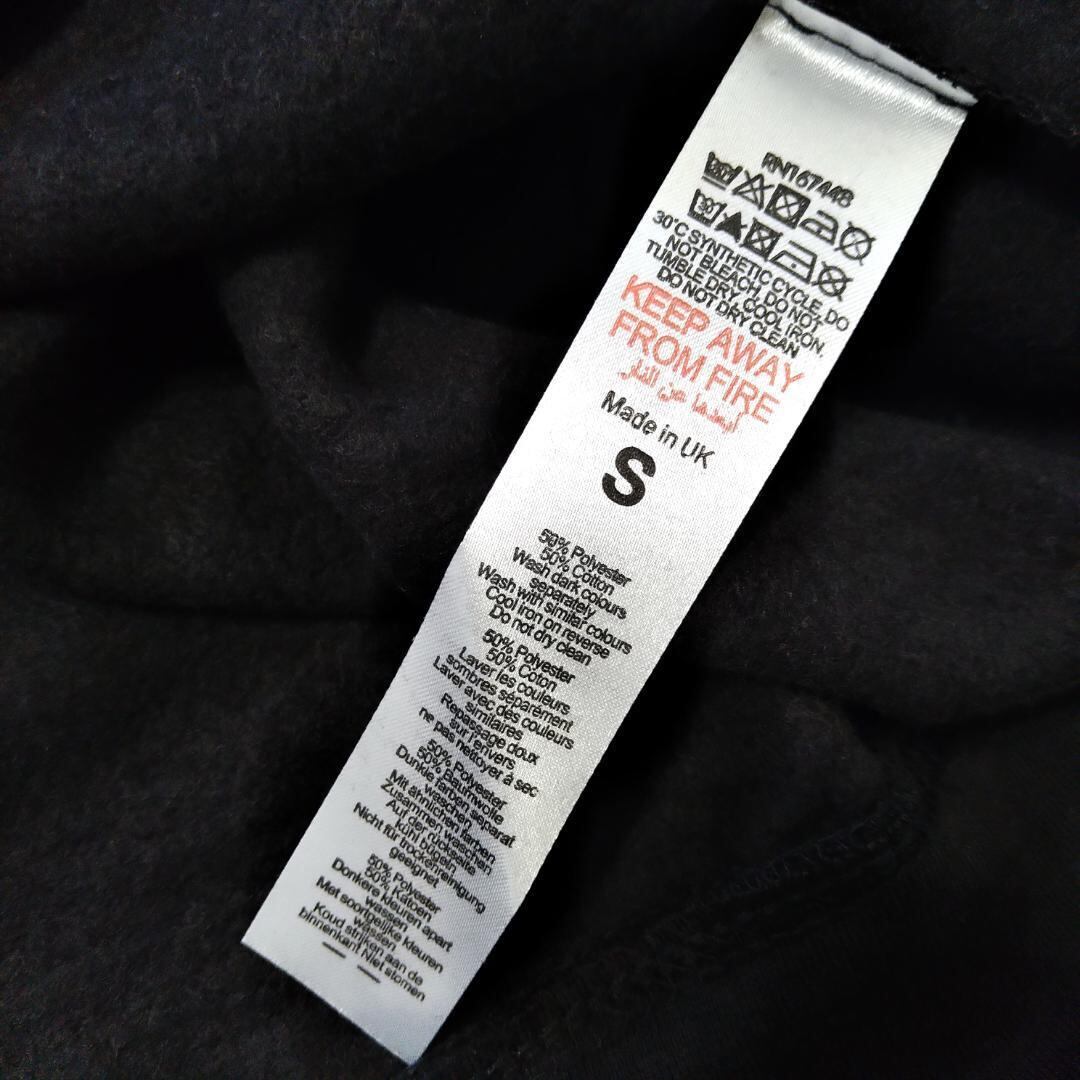 RN167448
30°C SYNTHETIC CYCLE, DO
NOT BLEACH, DO NOT
TUMBLE DRY, COOL IRON,
DO NOT DRY CLEAN
KEEP AWAY
FROM FIRE
أبعدها عن النار
Made in UK
S
50% Polyester
50% Cotton
Wash dark colours
separately
Wash with similar colours
Cool iron on reverse
Do not dry clean
50% Polyester
50% Coton
Laver les couleurs
sombres séparément
Laver avec des couleurs
similaires
Repassage doux
sur l'envers
ne pas nettoyer à sec
50% Polyester
50% Baumwolle
Dunkle farben separat
waschen
Mit ähnlichen farben
Zusammen waschen
Auf der rückseite
kühl bügeln
Nicht für trockenreinigung
geeignet
50% Polyester
50% Katoen
Donkere kleuren apart
wassen
Met soortgelijke kleuren
wassen
Koud strijken aan de
binnenkant Niet stomen